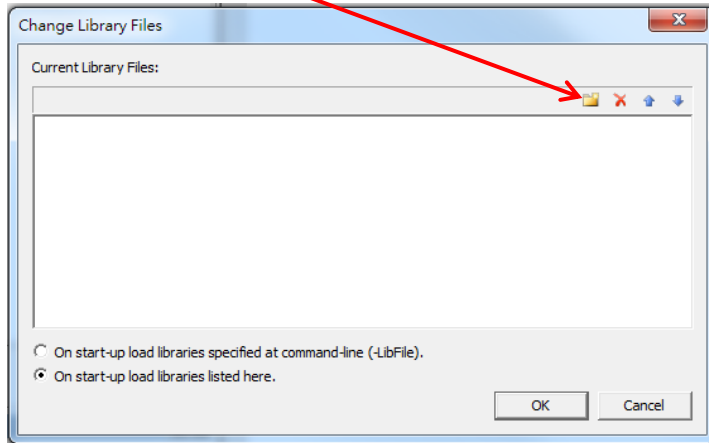 Change Library Files
Current Library Files:
On start-up load libraries specified at command-line (-LibFile).
On start-up load libraries listed here.
OK
Cancel